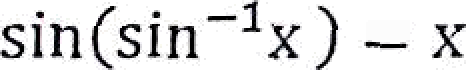 sin(sin⁻¹x) – x